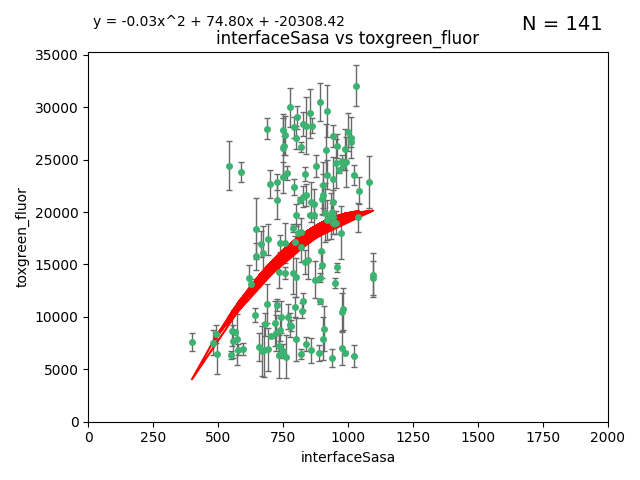 y = -0.03x^2 + 74.80x + -20308.42
N = 141
interfaceSasa vs toxgreen_fluor
35000
30000
25000
20000
15000
10000
5000
0
toxgreen_fluor
0 250 500 750 1000 1250 1500 1750 2000
interfaceSasa